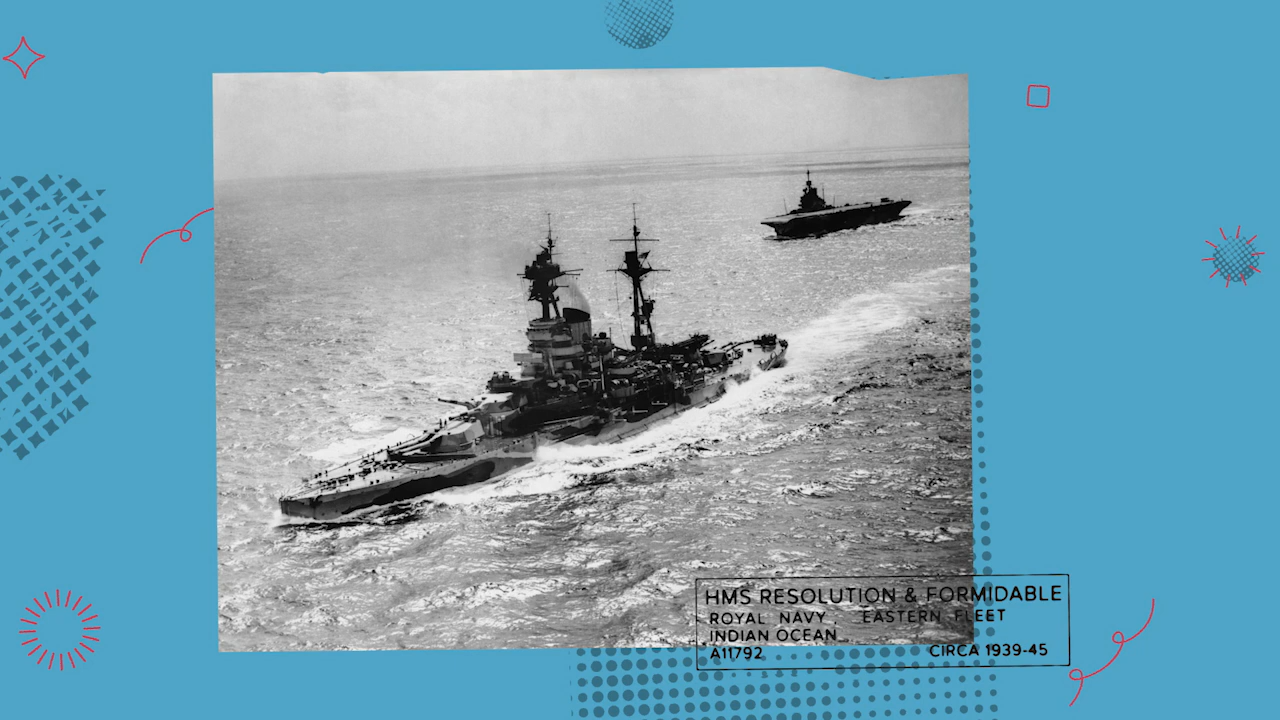 HMS RESOLUTION & FORMIDABLE
ROYAL NAVY, EASTERN FLEET
INDIAN OCEAN
A11792 CIRCA 1939-45